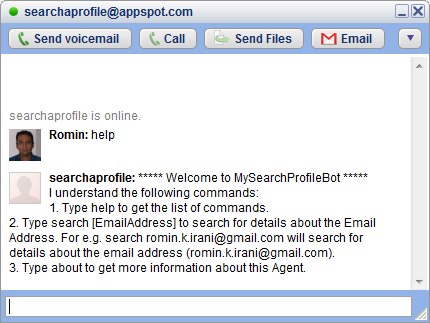 searchaprofile@appspot.com
Send voicemail
Call
Send Files
Email
searchaprofile is online.
Romin: help
searchaprofile: ***** Welcome to MySearchProfileBot *****
I understand the following commands:
1. Type help to get the list of commands.
2. Type search [EmailAddress] to search for details about the Email
Address. For e.g. search romin.k.irani@gmail.com will search for
details about the email address (romin.k.irani@gmail.com).
3. Type about to get more information about this Agent.